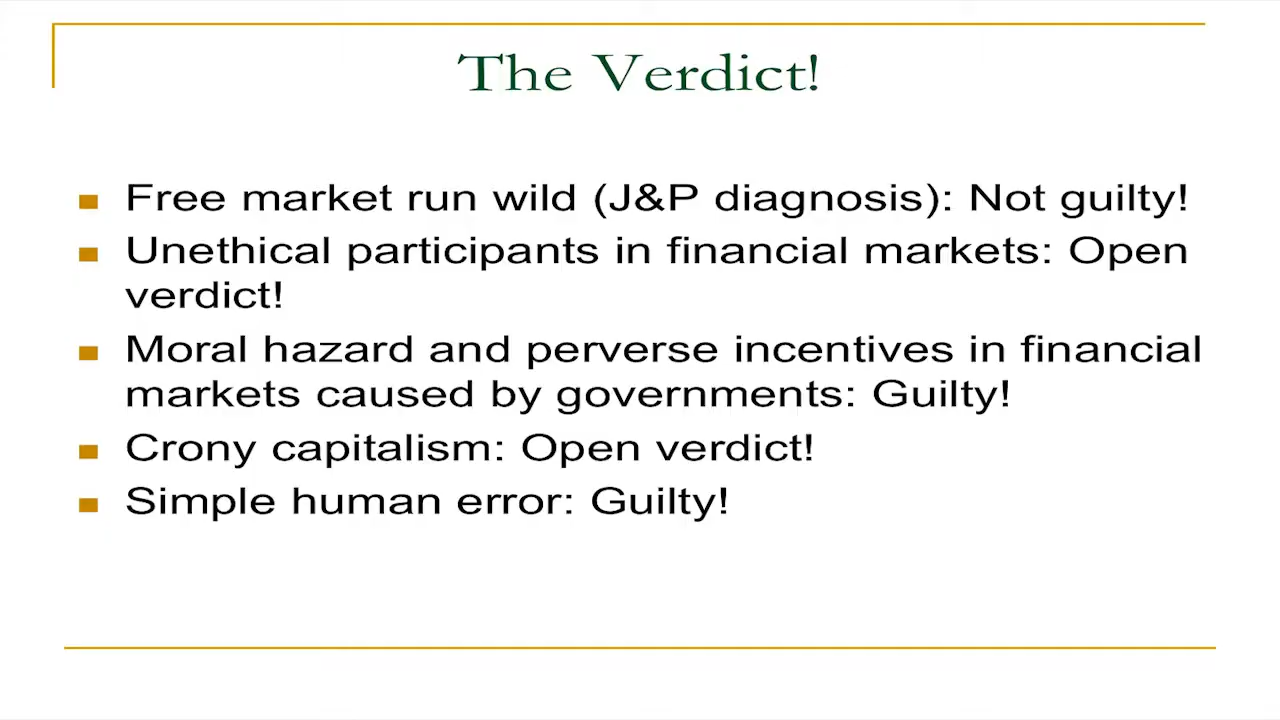 The Verdict!
Free market run wild (J&P diagnosis): Not guilty!
Unethical participants in financial markets: Open
verdict!
Moral hazard and perverse incentives in financial
markets caused by governments: Guilty!
Crony capitalism: Open verdict!
Simple human error: Guilty!